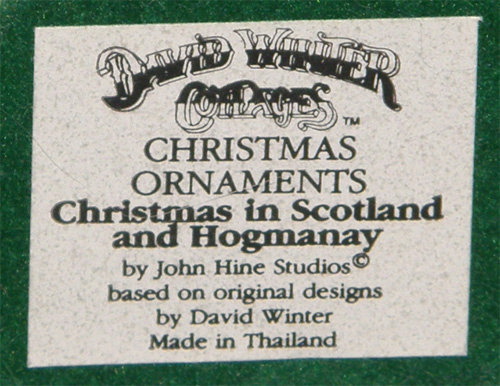 DAVID WINTER
COTTAGES™
CHRISTMAS
ORNAMENTS
Christmas in Scotland
and Hogmanay
by John Hine Studios©
based on original designs
by David Winter
Made in Thailand